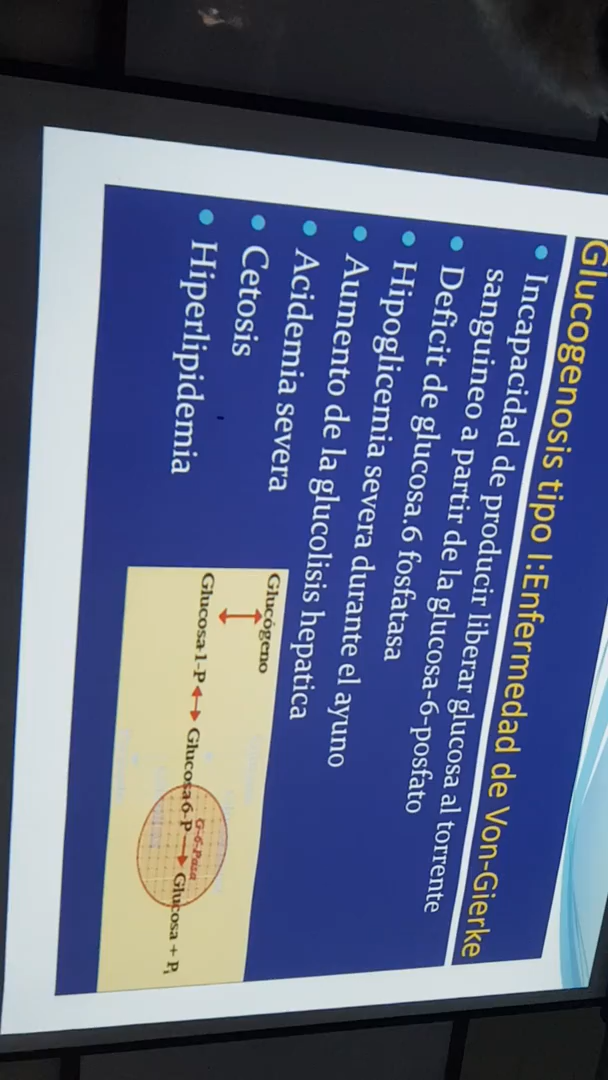 Glucogenosis tipo I:Enfermedad de Von-Gierke
• Incapacidad de producir liberar glucosa al torrente
sanguineo a partir de la glucosa-6-posfato
• Deficit de glucosa.6 fosfatasa
• Hipoglicemia severa durante el ayuno
• Aumento de la glucolisis hepatica
• Acidemia severa
• Cetosis
• Hiperlipidemia
Glucógeno
G-6-Pasa
Glucosa-1-P ↔ Glucosa-6-P → Glucosa + Pi